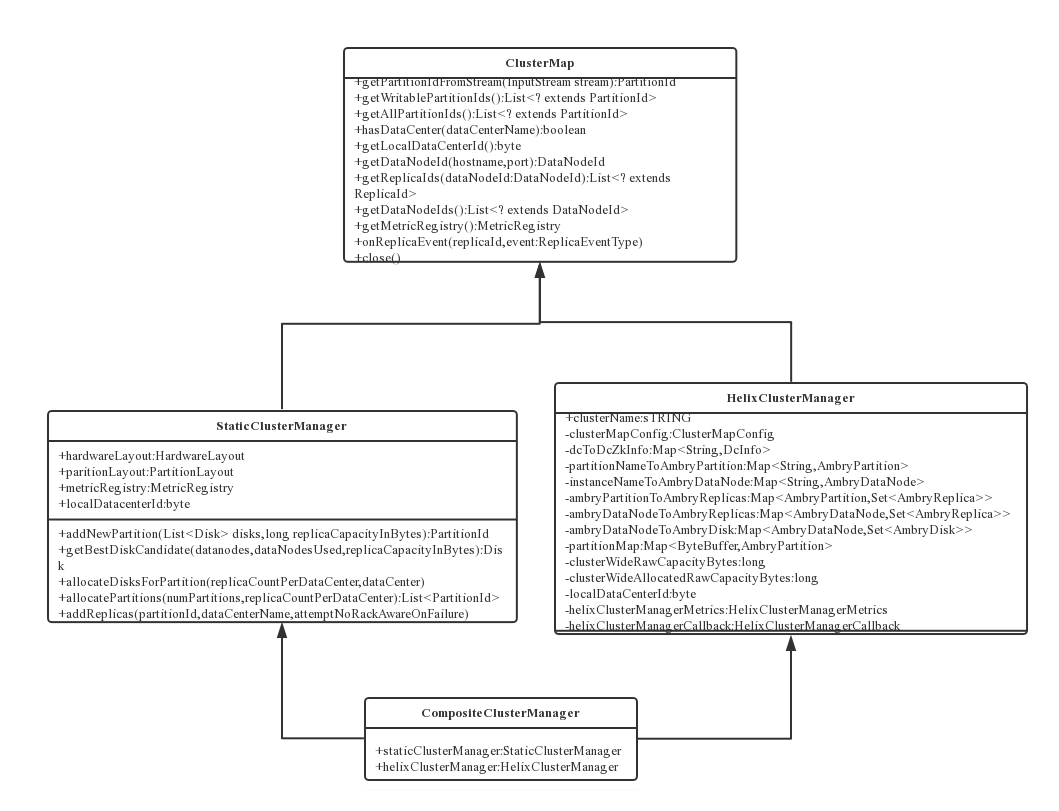 ClusterMap
+getPartitionIdFromStream(InputStream stream):PartitionId
+getWritablePartitionIds():List<? extends PartitionId>
+getAllPartitionIds():List<? extends PartitionId>
+hasDataCenter(dataCenterName):boolean
+getLocalDataCenterId():byte
+getDataNodeId(hostname,port):DataNodeId
+getReplicaIds(dataNodeId:DataNodeId):List<? extends
ReplicaId>
+getDataNodeIds():List<? extends DataNodeId>
+getMetricRegistry():MetricRegistry
+onReplicaEvent(replicaId,event:ReplicaEventType)
+close()
StaticClusterManager
+hardwareLayout:HardwareLayout
+paritionLayout:PartitionLayout
+metricRegistry:MetricRegistry
+localDatacenterId:byte
+addNewPartition(List<Disk> disks,long replicaCapacityInBytes):PartitionId
+getBestDiskCandidate(datanodes,dataNodesUsed,replicaCapacityInBytes):Dis
k
+allocateDisksForPartition(replicaCountPerDataCenter,dataCenter)
+allocatePartitions(numPartitions,replicaCountPerDataCenter):List<PartitionId>
+addReplicas(partitionId,dataCenterName,attemptNoRackAwareOnFailure)
HelixClusterManager
+clusterName:sTRING
-clusterMapConfig:ClusterMapConfig
-dcToDcZkInfo:Map<String,DcInfo>
-partitionNameToAmbryPartition:Map<String,AmbryPartition>
-instanceNameToAmbryDataNode:Map<String,AmbryDataNode>
-ambryPartitionToAmbryReplicas:Map<AmbryPartition,Set<AmbryReplica>>
-ambryDataNodeToAmbryReplicas:Map<AmbryDataNode,Set<AmbryReplica>>
-ambryDataNodeToAmbryDisk:Map<AmbryDataNode,Set<AmbryDisk>>
-partitionMap:Map<ByteBuffer,AmbryPartition>
-clusterWideRawCapacityBytes:long
-clusterWideAllocatedRawCapacityBytes:long
-localDataCenterId:byte
-helixClusterManagerMetrics:HelixClusterManagerMetrics
-helixClusterManagerCallback:HelixClusterManagerCallback
CompositeClusterManager
+staticClusterManager:StaticClusterManager
+helixClusterManager:HelixClusterManager